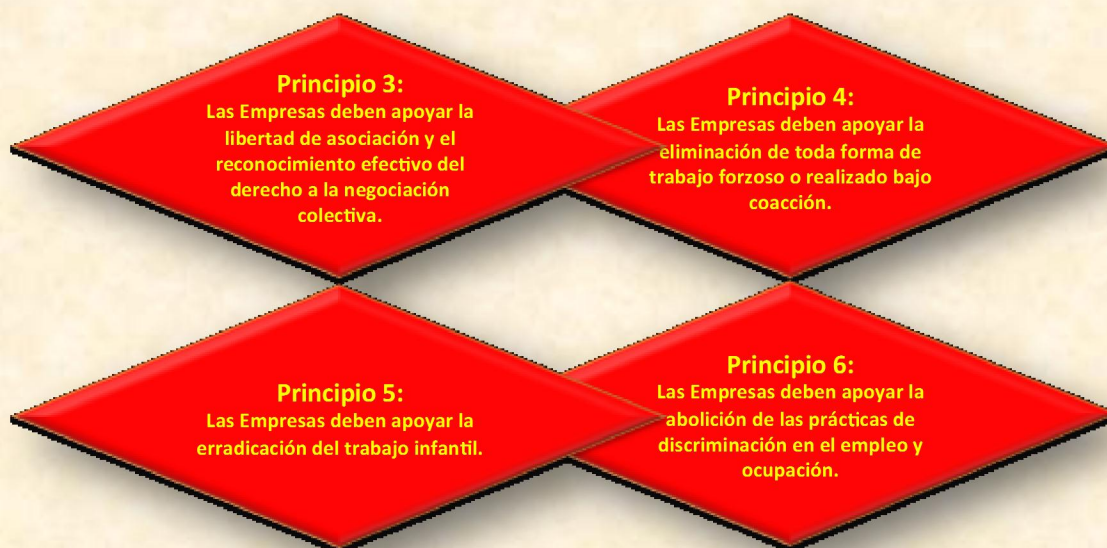 Principio 3:
Las Empresas deben apoyar la
libertad de asociación y el
reconocimiento efectivo del
derecho a la negociación
colectiva.
Principio 4:
Las Empresas deben apoyar la
eliminación de toda forma de
trabajo forzoso o realizado bajo
coacción.
Principio 5:
Las Empresas deben apoyar la
erradicación del trabajo infantil.
Principio 6:
Las Empresas deben apoyar la
abolición de las prácticas de
discriminación en el empleo y
ocupación.